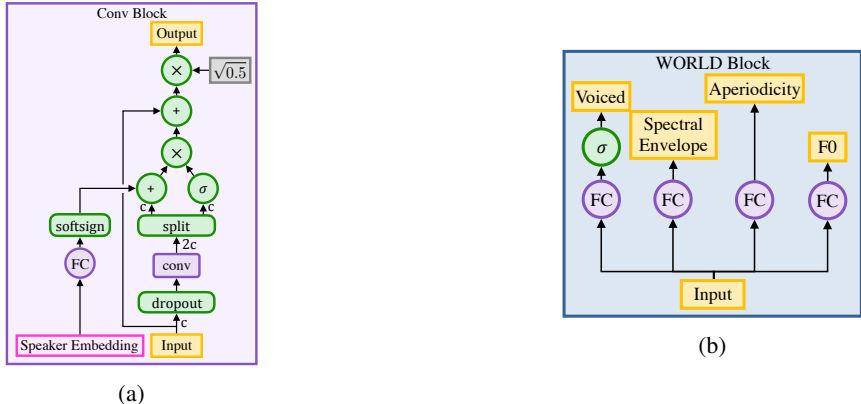 Conv Block
Output
×
√0.5
+
×
+
σ
c
c
softsign
split
2c
FC
conv
dropout
c
Speaker Embedding
Input
(a)
WORLD Block
Voiced
Aperiodicity
Spectral
Envelope
σ
F0
FC
FC
FC
FC
Input
(b)